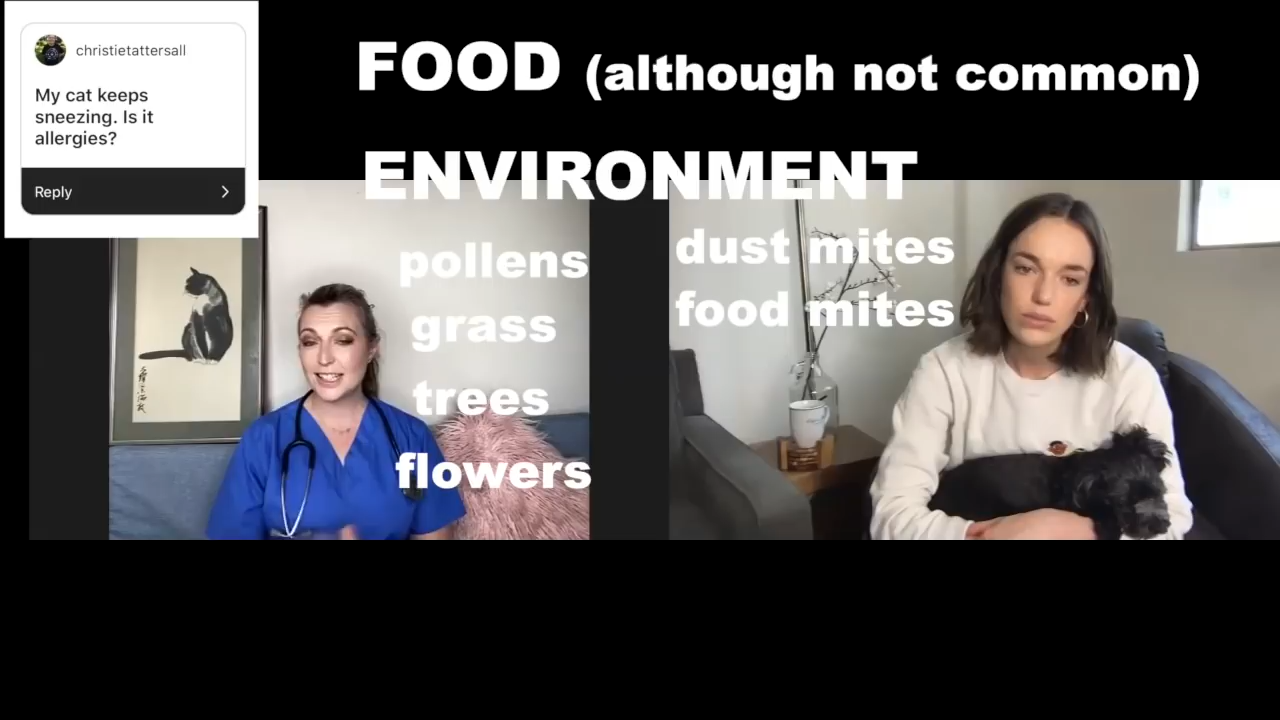 christietattersall
My cat keeps
sneezing. Is it
allergies?
Reply
FOOD (although not common)
ENVIRONMENT
pollens
grass
trees
flowers
dust mites
food mites